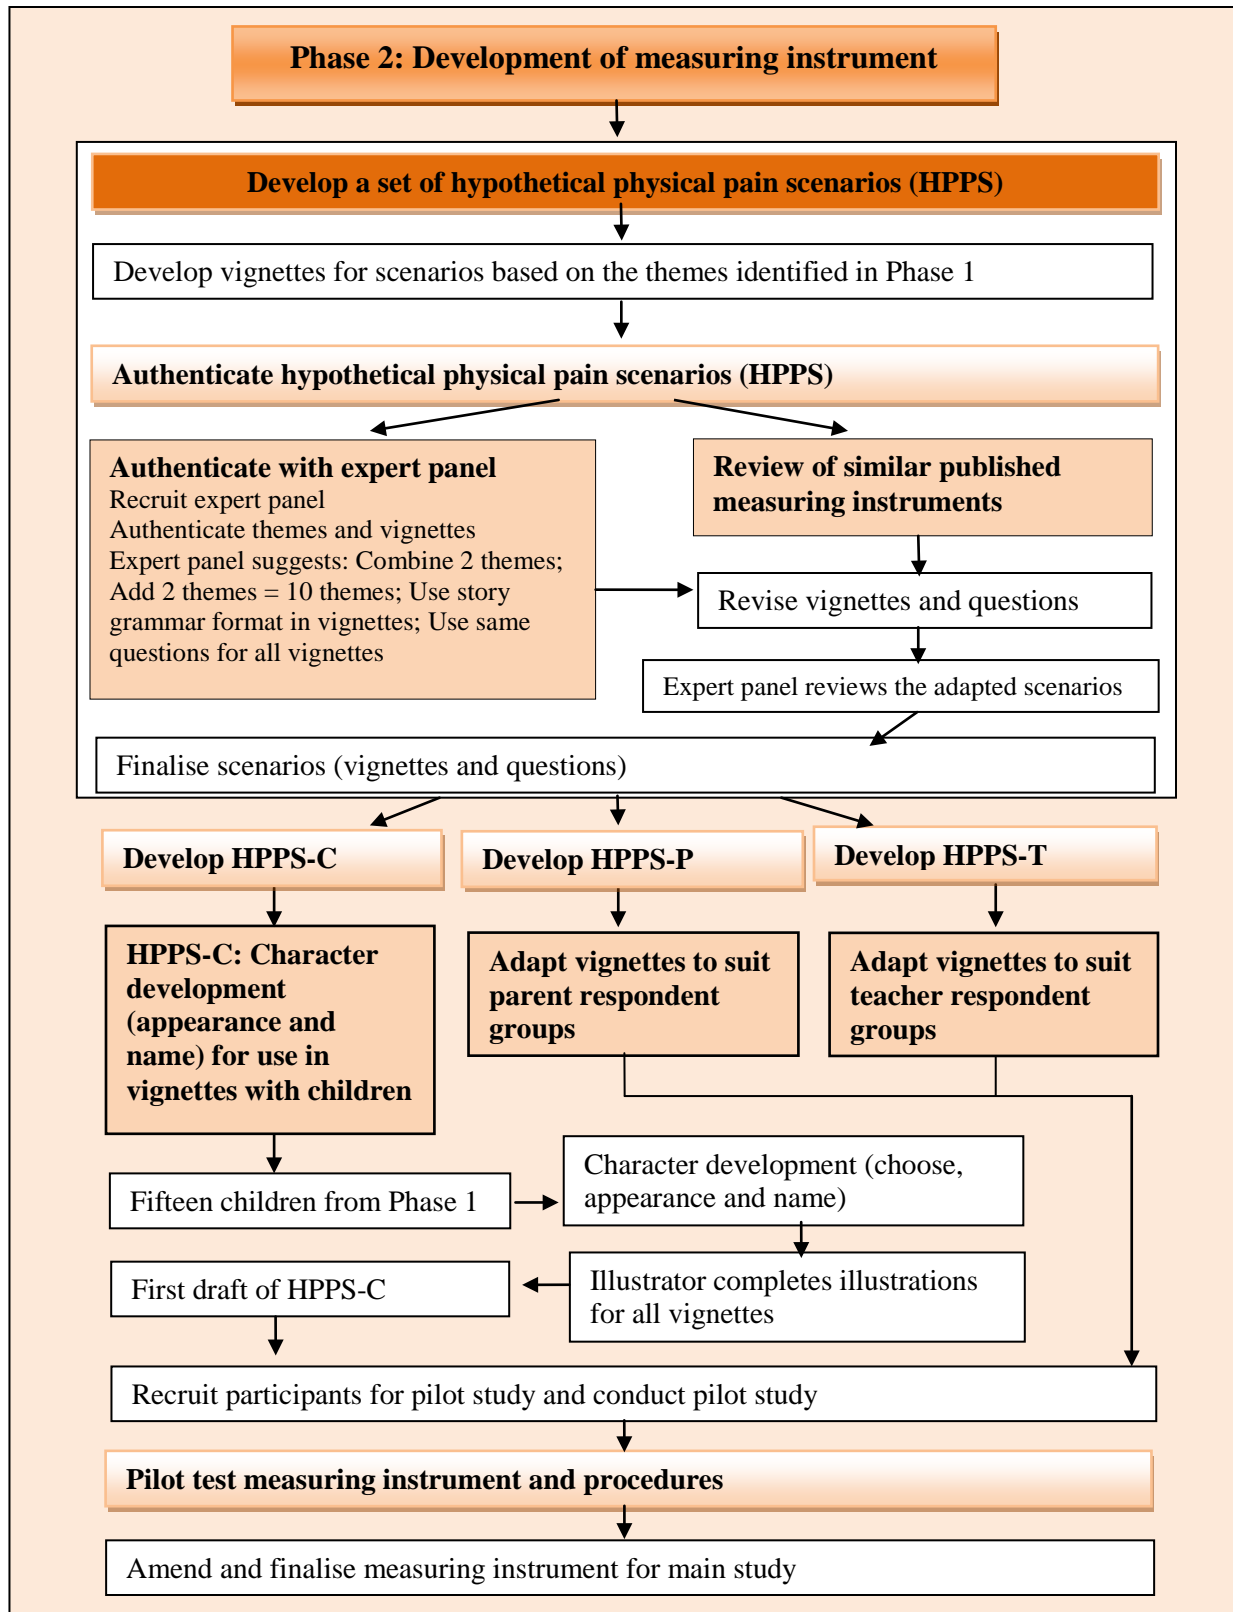 Phase 2: Development of measuring instrument
Develop a set of hypothetical physical pain scenarios (HPPS)
Develop vignettes for scenarios based on the themes identified in Phase 1
Authenticate hypothetical physical pain scenarios (HPPS)
Authenticate with expert panel
Recruit expert panel
Authenticate themes and vignettes
Expert panel suggests: Combine 2 themes;
Add 2 themes = 10 themes; Use story
grammar format in vignettes; Use same
questions for all vignettes
Review of similar published
measuring instruments
Revise vignettes and questions
Expert panel reviews the adapted scenarios
Finalise scenarios (vignettes and questions)
Develop HPPS-C
Develop HPPS-P
Develop HPPS-T
HPPS-C: Character
development
(appearance and
name) for use in
vignettes with children
Adapt vignettes to suit
parent respondent
groups
Adapt vignettes to suit
teacher respondent
groups
Fifteen children from Phase 1
Character development (choose,
appearance and name)
Illustrator completes illustrations
for all vignettes
First draft of HPPS-C
Recruit participants for pilot study and conduct pilot study
Pilot test measuring instrument and procedures
Amend and finalise measuring instrument for main study